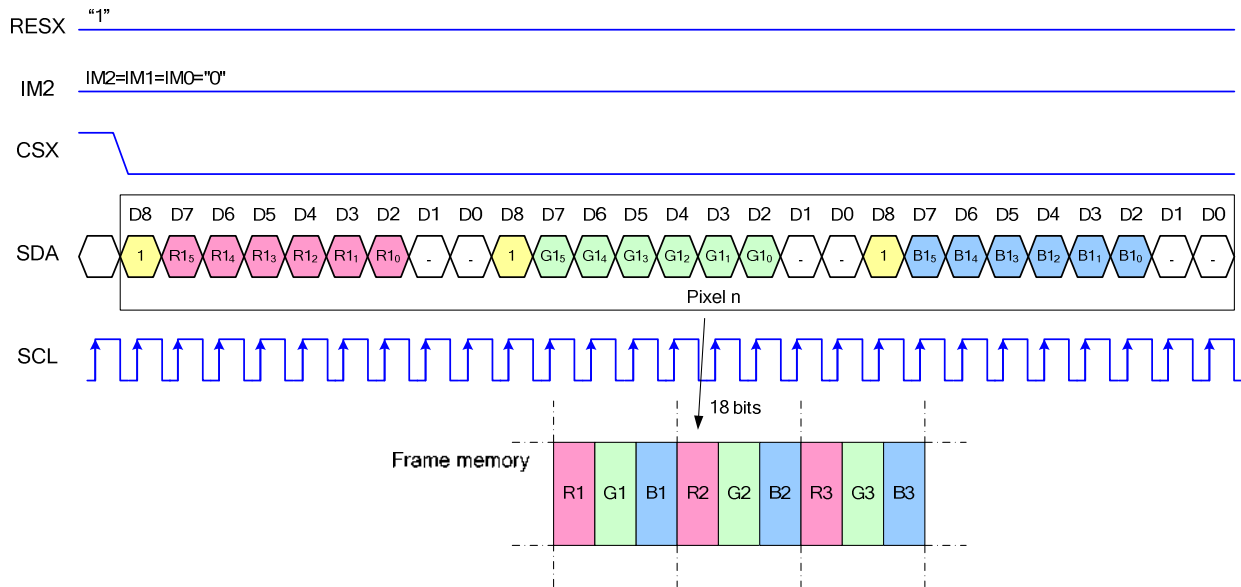 RESX "1"
IM2 IM2=IM1=IM0="0"
CSX
D8 D7 D6 D5 D4 D3 D2 D1 D0 D8 D7 D6 D5 D4 D3 D2 D1 D0 D8 D7 D6 D5 D4 D3 D2 D1 D0
SDA 1 R15 R14 R13 R12 R11 R10 - - 1 G15 G14 G13 G12 G11 G10 - - 1 B15 B14 B13 B12 B11 B10 - -
Pixel n
SCL
18 bits
Frame memory
R1 G1 B1 R2 G2 B2 R3 G3 B3